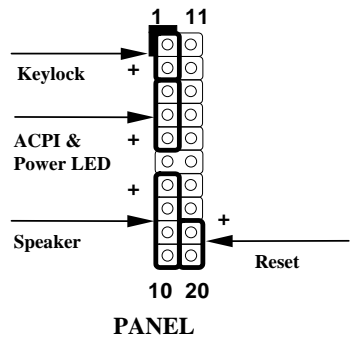 1 11
Keylock
+
ACPI &
Power LED
+
+
Speaker
+
Reset
10 20
PANEL